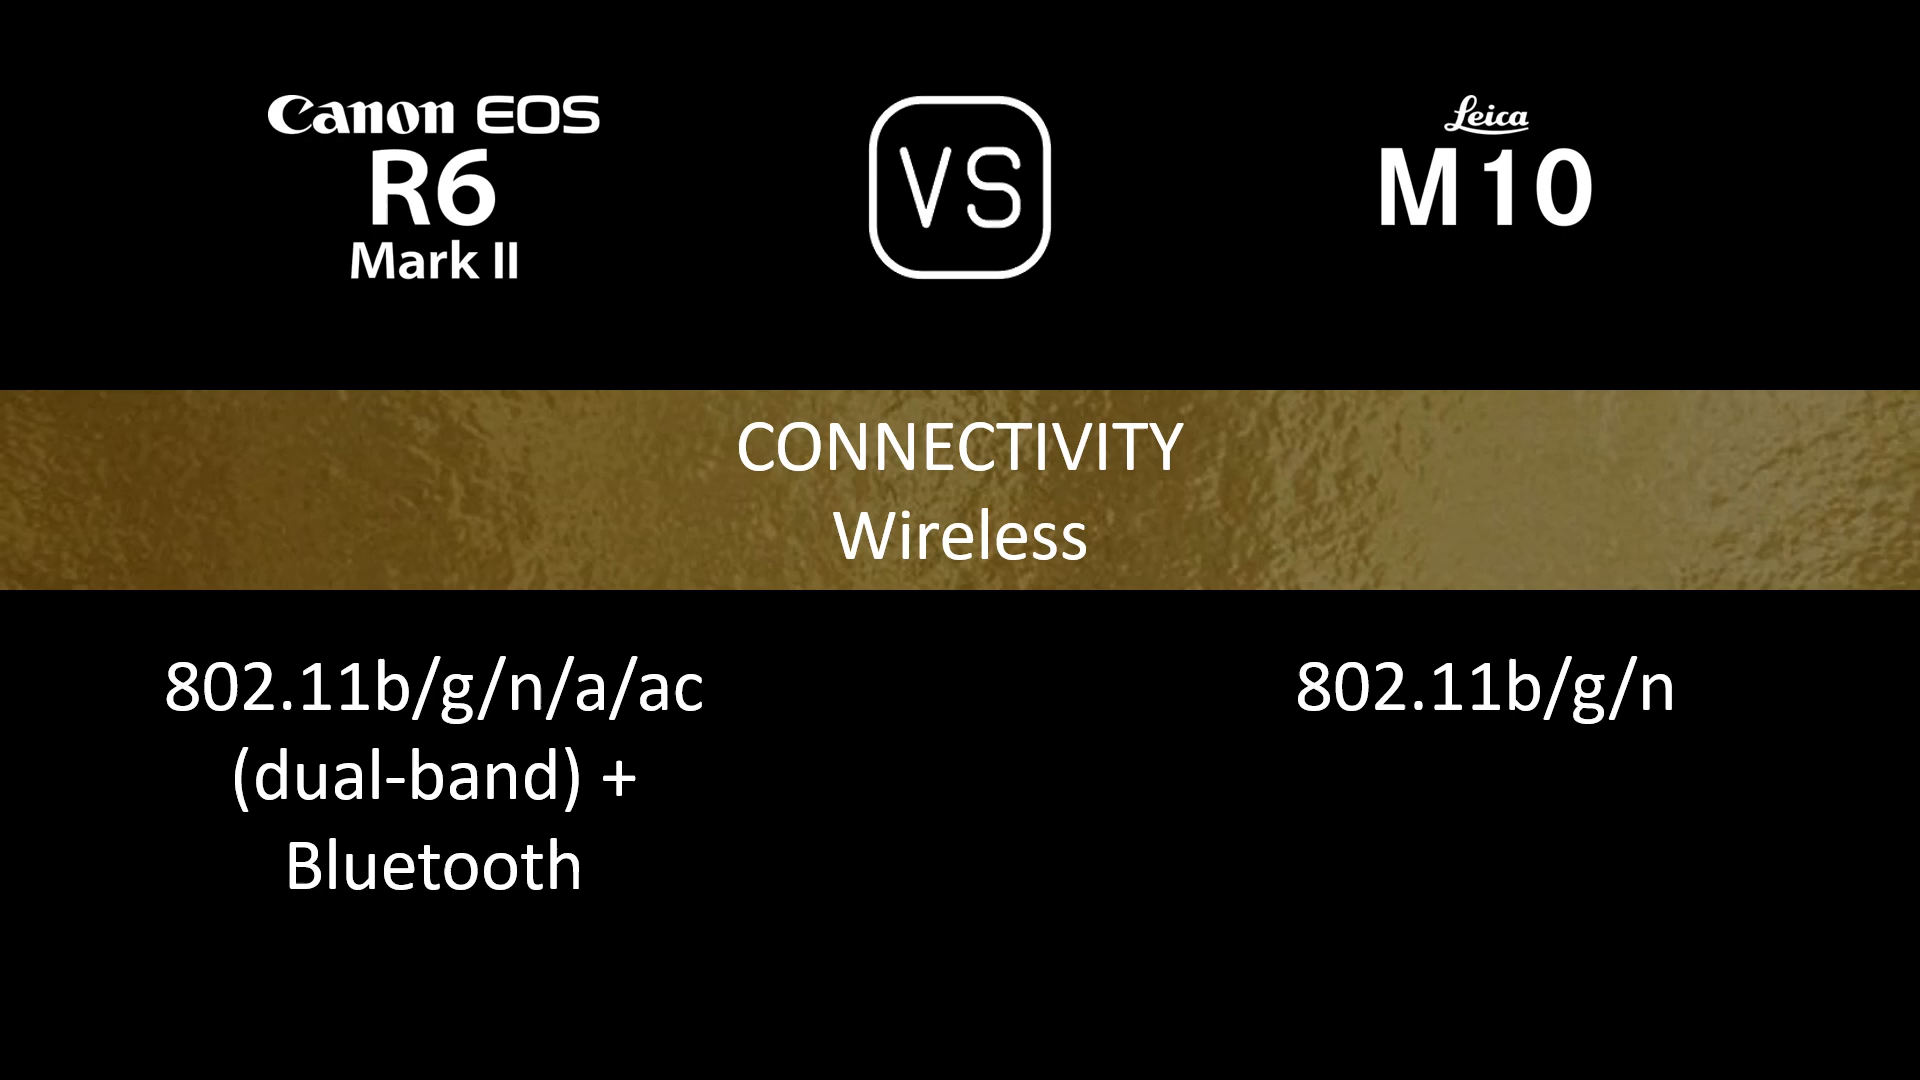 Canon EOS
R6
Mark II
VS
Leica
M10
CONNECTIVITY
Wireless
802.11b/g/n/a/ac
(dual-band) +
Bluetooth
802.11b/g/n